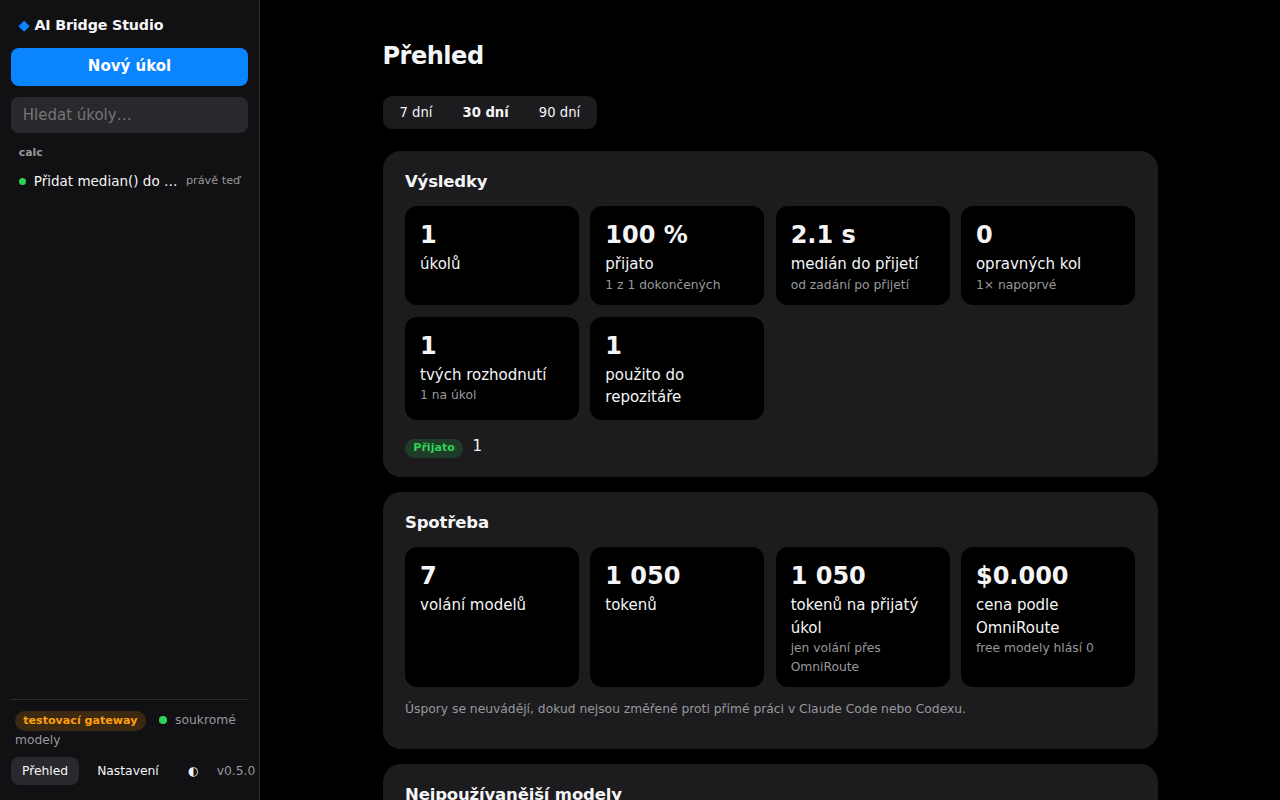 ◆ AI Bridge Studio
Nový úkol
Hledat úkoly…
calc
Přidat median() do … právě teď
testovací gateway soukromé
modely
Přehled Nastavení ◐ v0.5.0
Přehled
7 dní 30 dní 90 dní
Výsledky
1
úkolů
100 %
přijato
1 z 1 dokončených
2.1 s
medián do přijetí
od zadání po přijetí
0
opravných kol
1× napoprvé
1
tvých rozhodnutí
1 na úkol
1
použito do
repozitáře
Přijato 1
Spotřeba
7
volání modelů
1 050
tokenů
1 050
tokenů na přijatý
úkol
jen volání přes
OmniRoute
$0.000
cena podle
OmniRoute
free modely hlásí 0
Úspory se neuvádějí, dokud nejsou změřené proti přímé práci v Claude Code nebo Codexu.
Nejpoužívanější modely